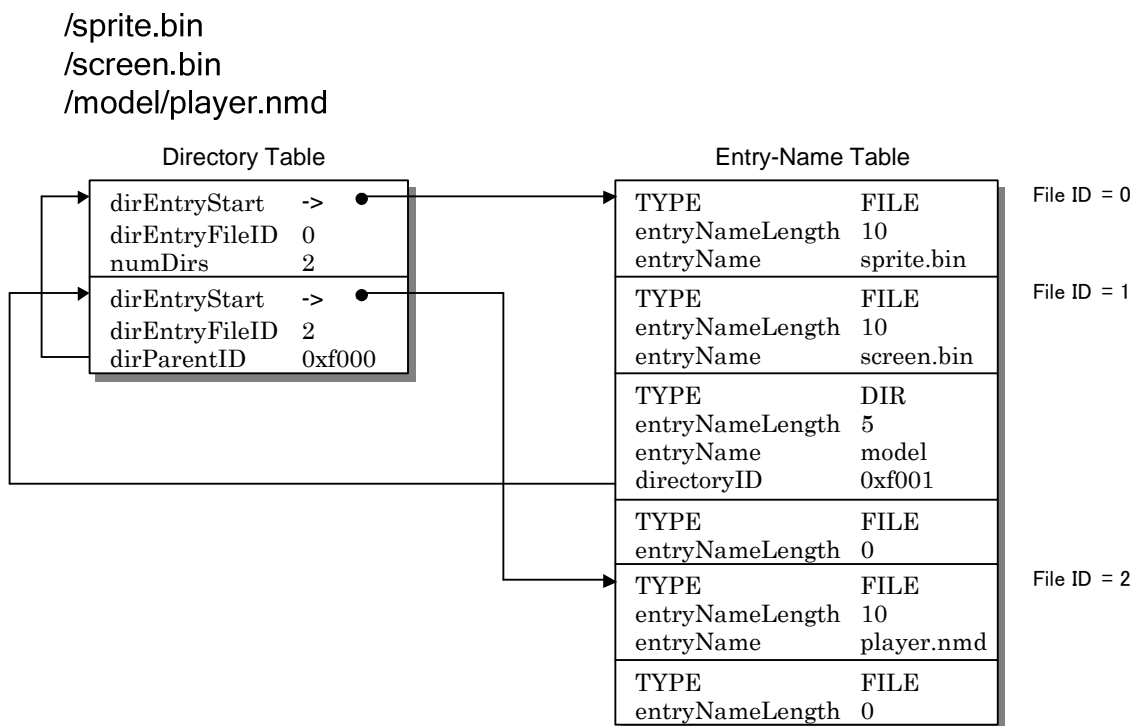 /sprite.bin
/screen.bin
/model/player.nmd
Directory Table
dirEntryStart ->
dirEntryFileID 0
numDirs 2
dirEntryStart ->
dirEntryFileID 2
dirParentID 0xf000
Entry-Name Table
TYPE FILE
entryNameLength 10
entryName sprite.bin
TYPE FILE
entryNameLength 10
entryName screen.bin
TYPE DIR
entryNameLength 5
entryName model
directoryID 0xf001
TYPE FILE
entryNameLength 0
TYPE FILE
entryNameLength 10
entryName player.nmd
TYPE FILE
entryNameLength 0
File ID = 0
File ID = 1
File ID = 2